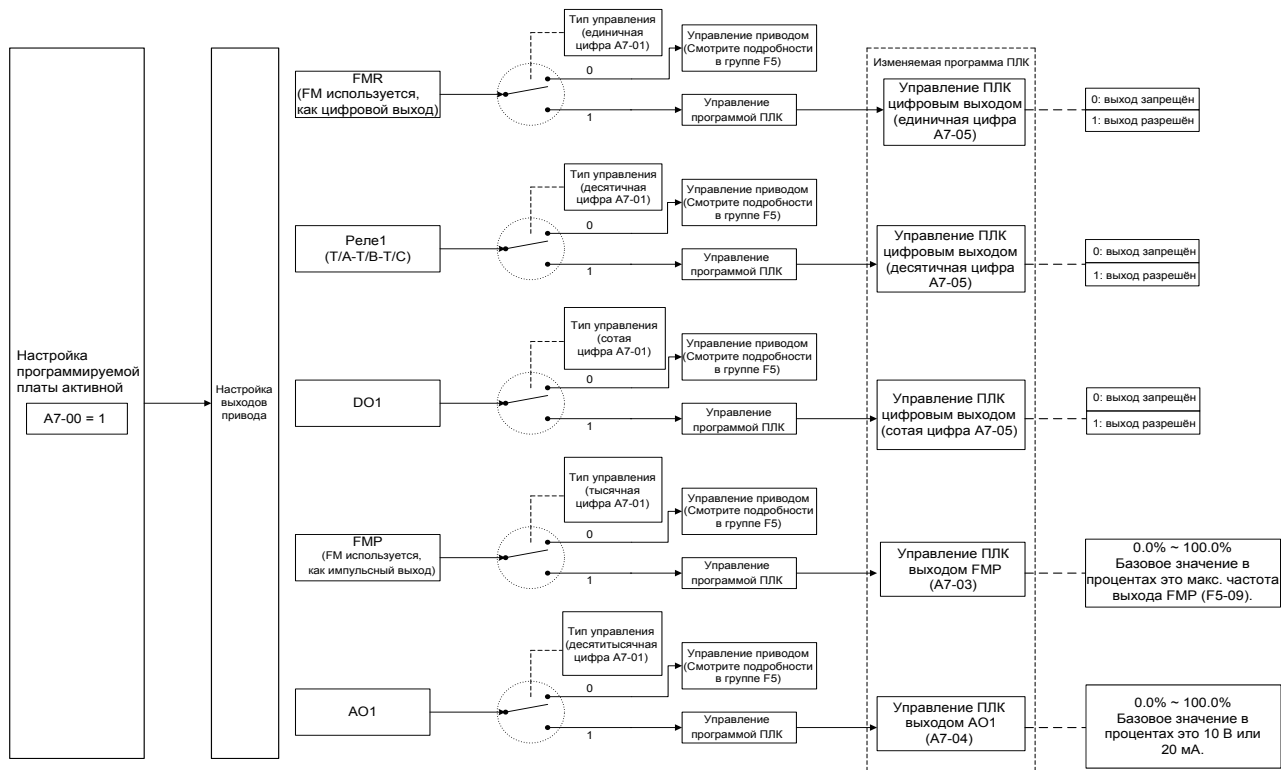 Настройка
программируемой
платы активной
A7-00 = 1
Настройка
выходов
привода
FMR
(FM используется,
как цифровой выход)
Тип управления
(единичная
цифра A7-01)
0
1
Управление приводом
(Смотрите подробности
в группе F5)
Управление
программой ПЛК
Изменяемая программа ПЛК
Управление ПЛК
цифровым выходом
(единичная цифра
A7-05)
0: выход запрещён
1: выход разрешён
Реле1
(T/A-T/B-T/C)
Тип управления
(десятичная
цифра A7-01)
0
1
Управление приводом
(Смотрите подробности
в группе F5)
Управление
программой ПЛК
Управление ПЛК
цифровым выходом
(десятичная цифра
A7-05)
0: выход запрещён
1: выход разрешён
DO1
Тип управления
(сотая
цифра A7-01)
0
1
Управление приводом
(Смотрите подробности
в группе F5)
Управление
программой ПЛК
Управление ПЛК
цифровым выходом
(сотая цифра A7-05)
0: выход запрещён
1: выход разрешён
FMP
(FM используется,
как импульсный выход)
Тип управления
(тысячная
цифра A7-01)
0
1
Управление приводом
(Смотрите подробности
в группе F5)
Управление
программой ПЛК
Управление ПЛК
выходом FMP
(A7-03)
0.0% ~ 100.0%
Базовое значение в
процентах это макс. частота
выхода FMP (F5-09).
AO1
Тип управления
(десятитысячная
цифра A7-01)
0
1
Управление приводом
(Смотрите подробности
в группе F5)
Управление
программой ПЛК
Управление ПЛК
выходом AO1
(A7-04)
0.0% ~ 100.0%
Базовое значение в
процентах это 10 В или
20 мА.